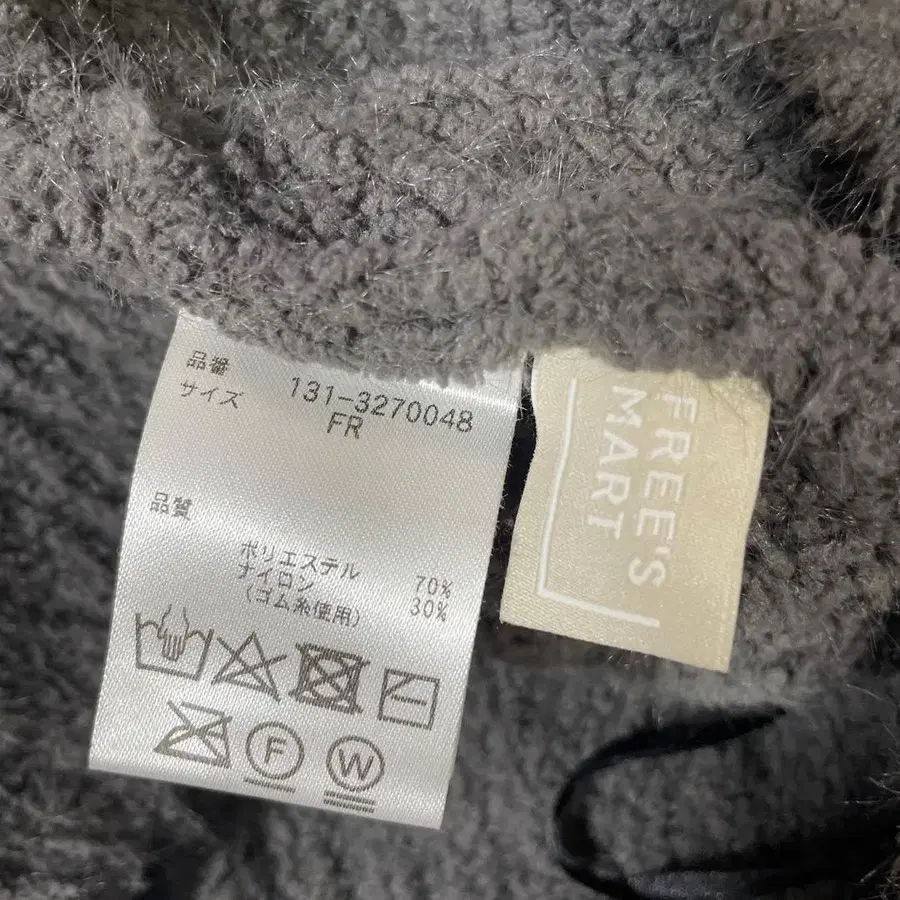 品番 131-3270048
サイズ FR
品質
ポリエステル 70%
ナイロン 30%
(ゴム糸使用)
F
W
FREE'S
MART